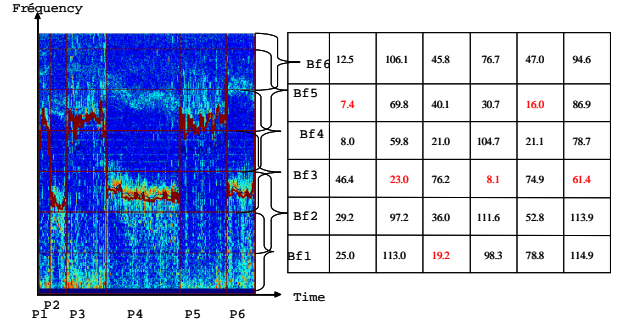 Fréquency
Bf6 12.5 106.1 45.8 76.7 47.0 94.6
Bf5 7.4 69.8 40.1 30.7 16.0 86.9
Bf4 8.0 59.8 21.0 104.7 21.1 78.7
Bf3 46.4 23.0 76.2 8.1 74.9 61.4
Bf2 29.2 97.2 36.0 111.6 52.8 113.9
Bf1 25.0 113.0 19.2 98.3 78.8 114.9
Time
P1 P2 P3 P4 P5 P6